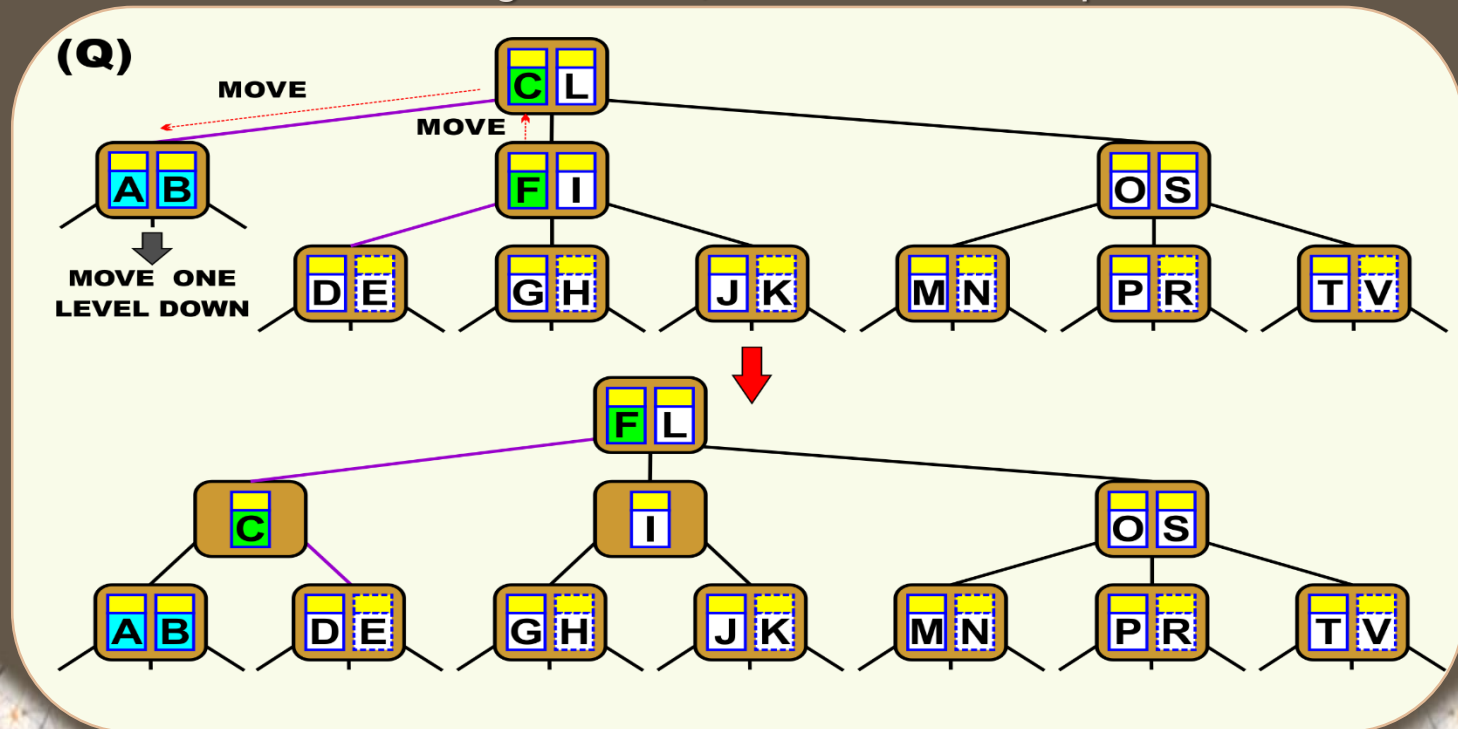 (Q)
C L
MOVE
MOVE
A B
F I
O S
MOVE ONE
LEVEL DOWN
D E
G H
J K
M N
P R
T V
F L
C
I
O S
A B
D E
G H
J K
M N
P R
T V